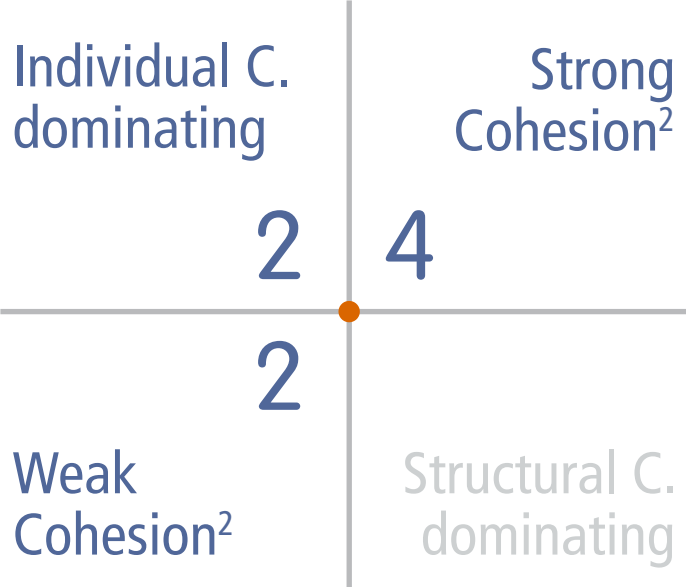 Individual C.
dominating
2
Strong
Cohesion²
4
2
Weak
Cohesion²
Structural C.
dominating